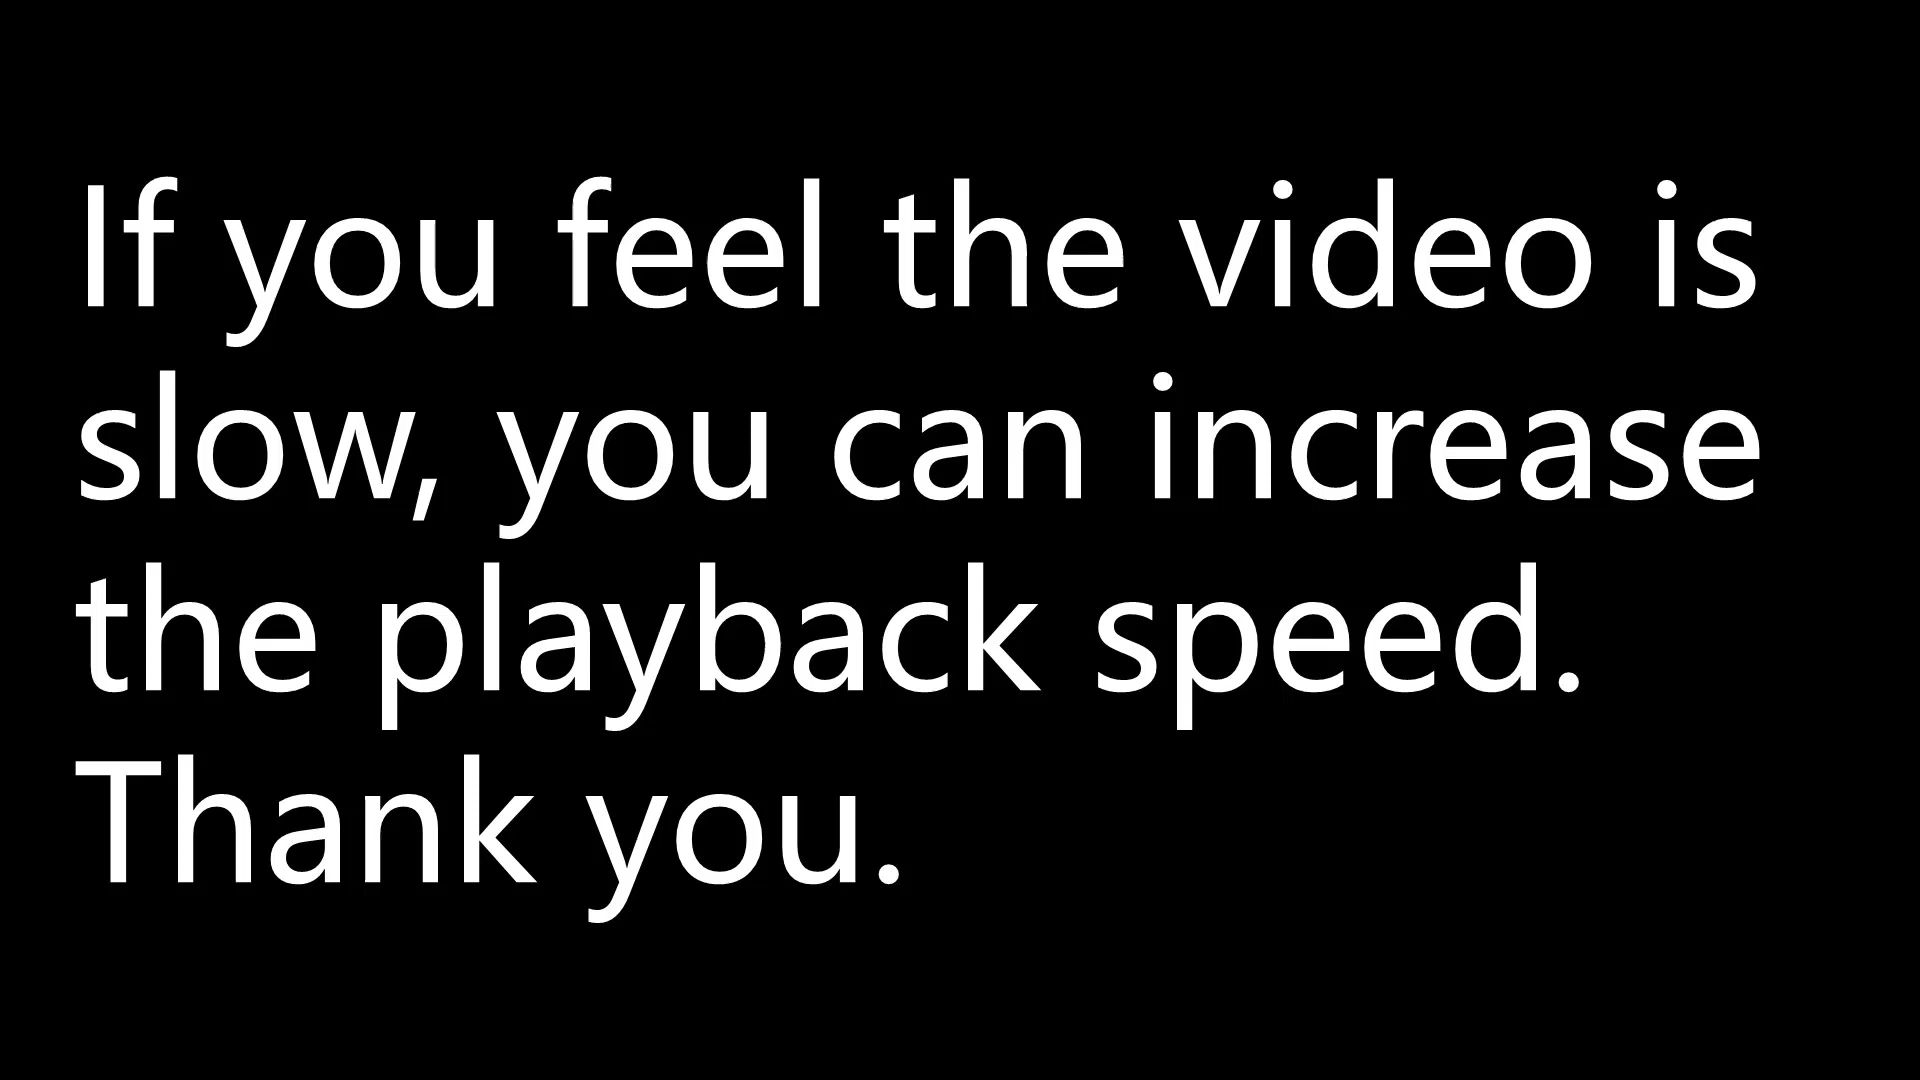 If you feel the video is
slow, you can increase
the playback speed.
Thank you.